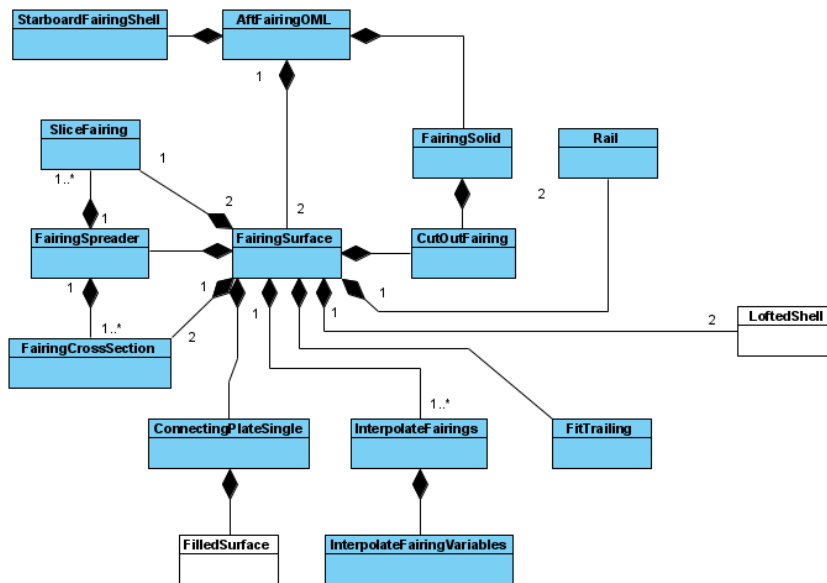 StarboardFairingShell
AftFairingOML
1
SliceFairing
FairingSolid
Rail
1
1..*
2
2
1
2
FairingSpreader
FairingSurface
CutOutFairing
1
1
1
1
1
2
LoftedShell
1..*
2
FairingCrossSection
1..*
ConnectingPlateSingle
InterpolateFairings
FitTrailing
FilledSurface
InterpolateFairingVariables